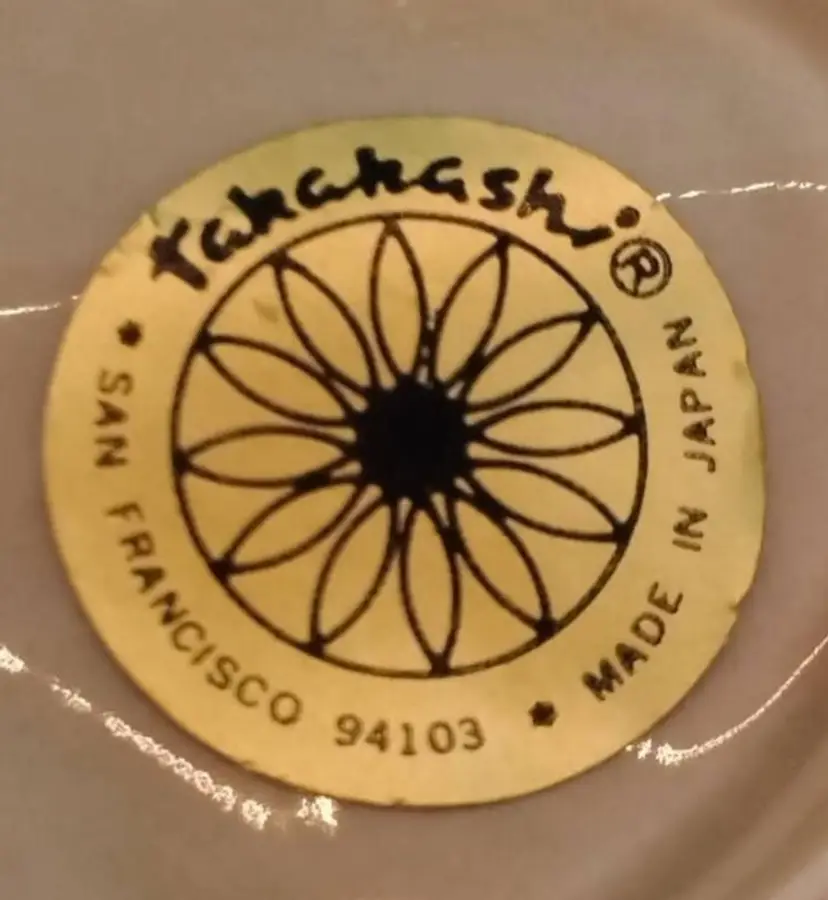 takahashi®
* SAN FRANCISCO 94103 * MADE IN JAPAN